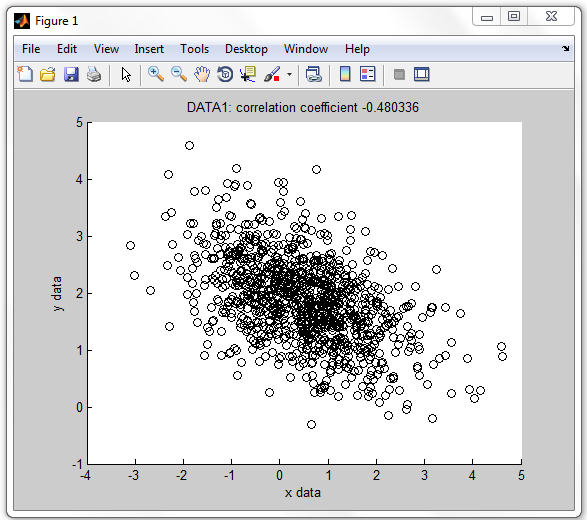 Figure 1
File Edit View Insert Tools Desktop Window Help
DATA1: correlation coefficient -0.480336
5
4
3
2
1
0
-1
y data
-4 -3 -2 -1 0 1 2 3 4 5
x data